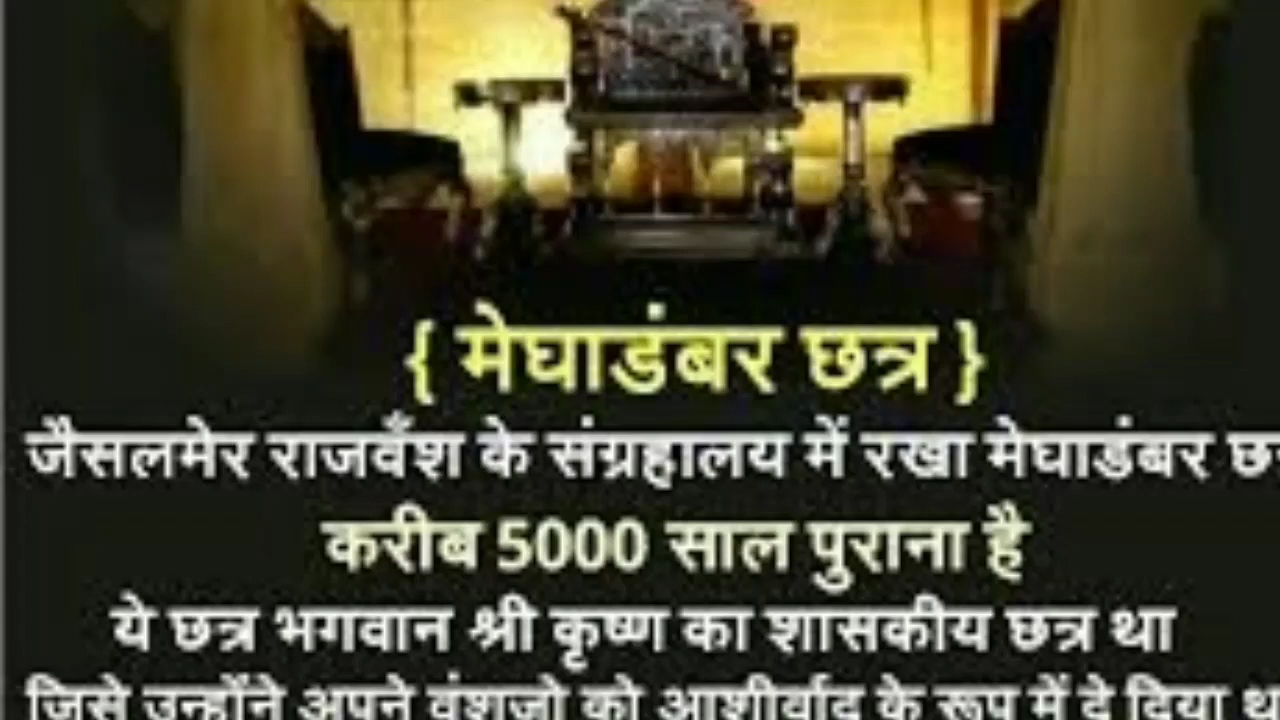 { मेघाडंबर छत्र }
जैसलमेर राजवँश के संग्रहालय में रखा मेघाडंबर
करीब 5000 साल पुराना है
ये छत्र भगवान श्री कृष्ण का शासकीय छत्र था
जिसे उन्होंने अपने वंशजो को आशीर्वाद के रूप में दे दिया